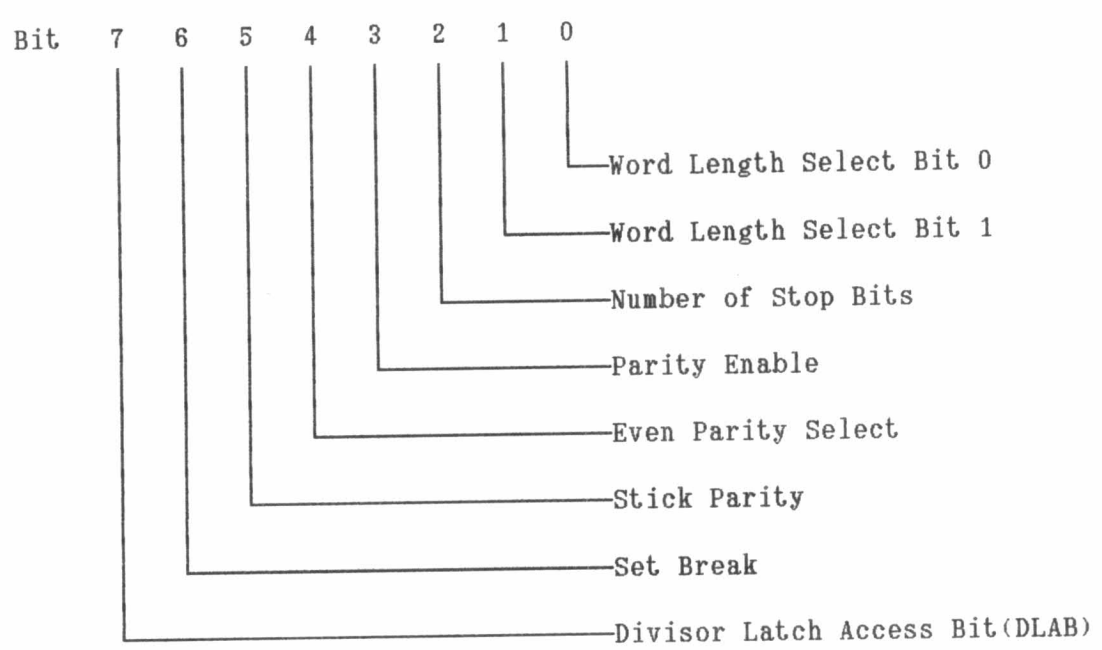 Bit 7 6 5 4 3 2 1 0
Word Length Select Bit 0
Word Length Select Bit 1
Number of Stop Bits
Parity Enable
Even Parity Select
Stick Parity
Set Break
Divisor Latch Access Bit(DLAB)